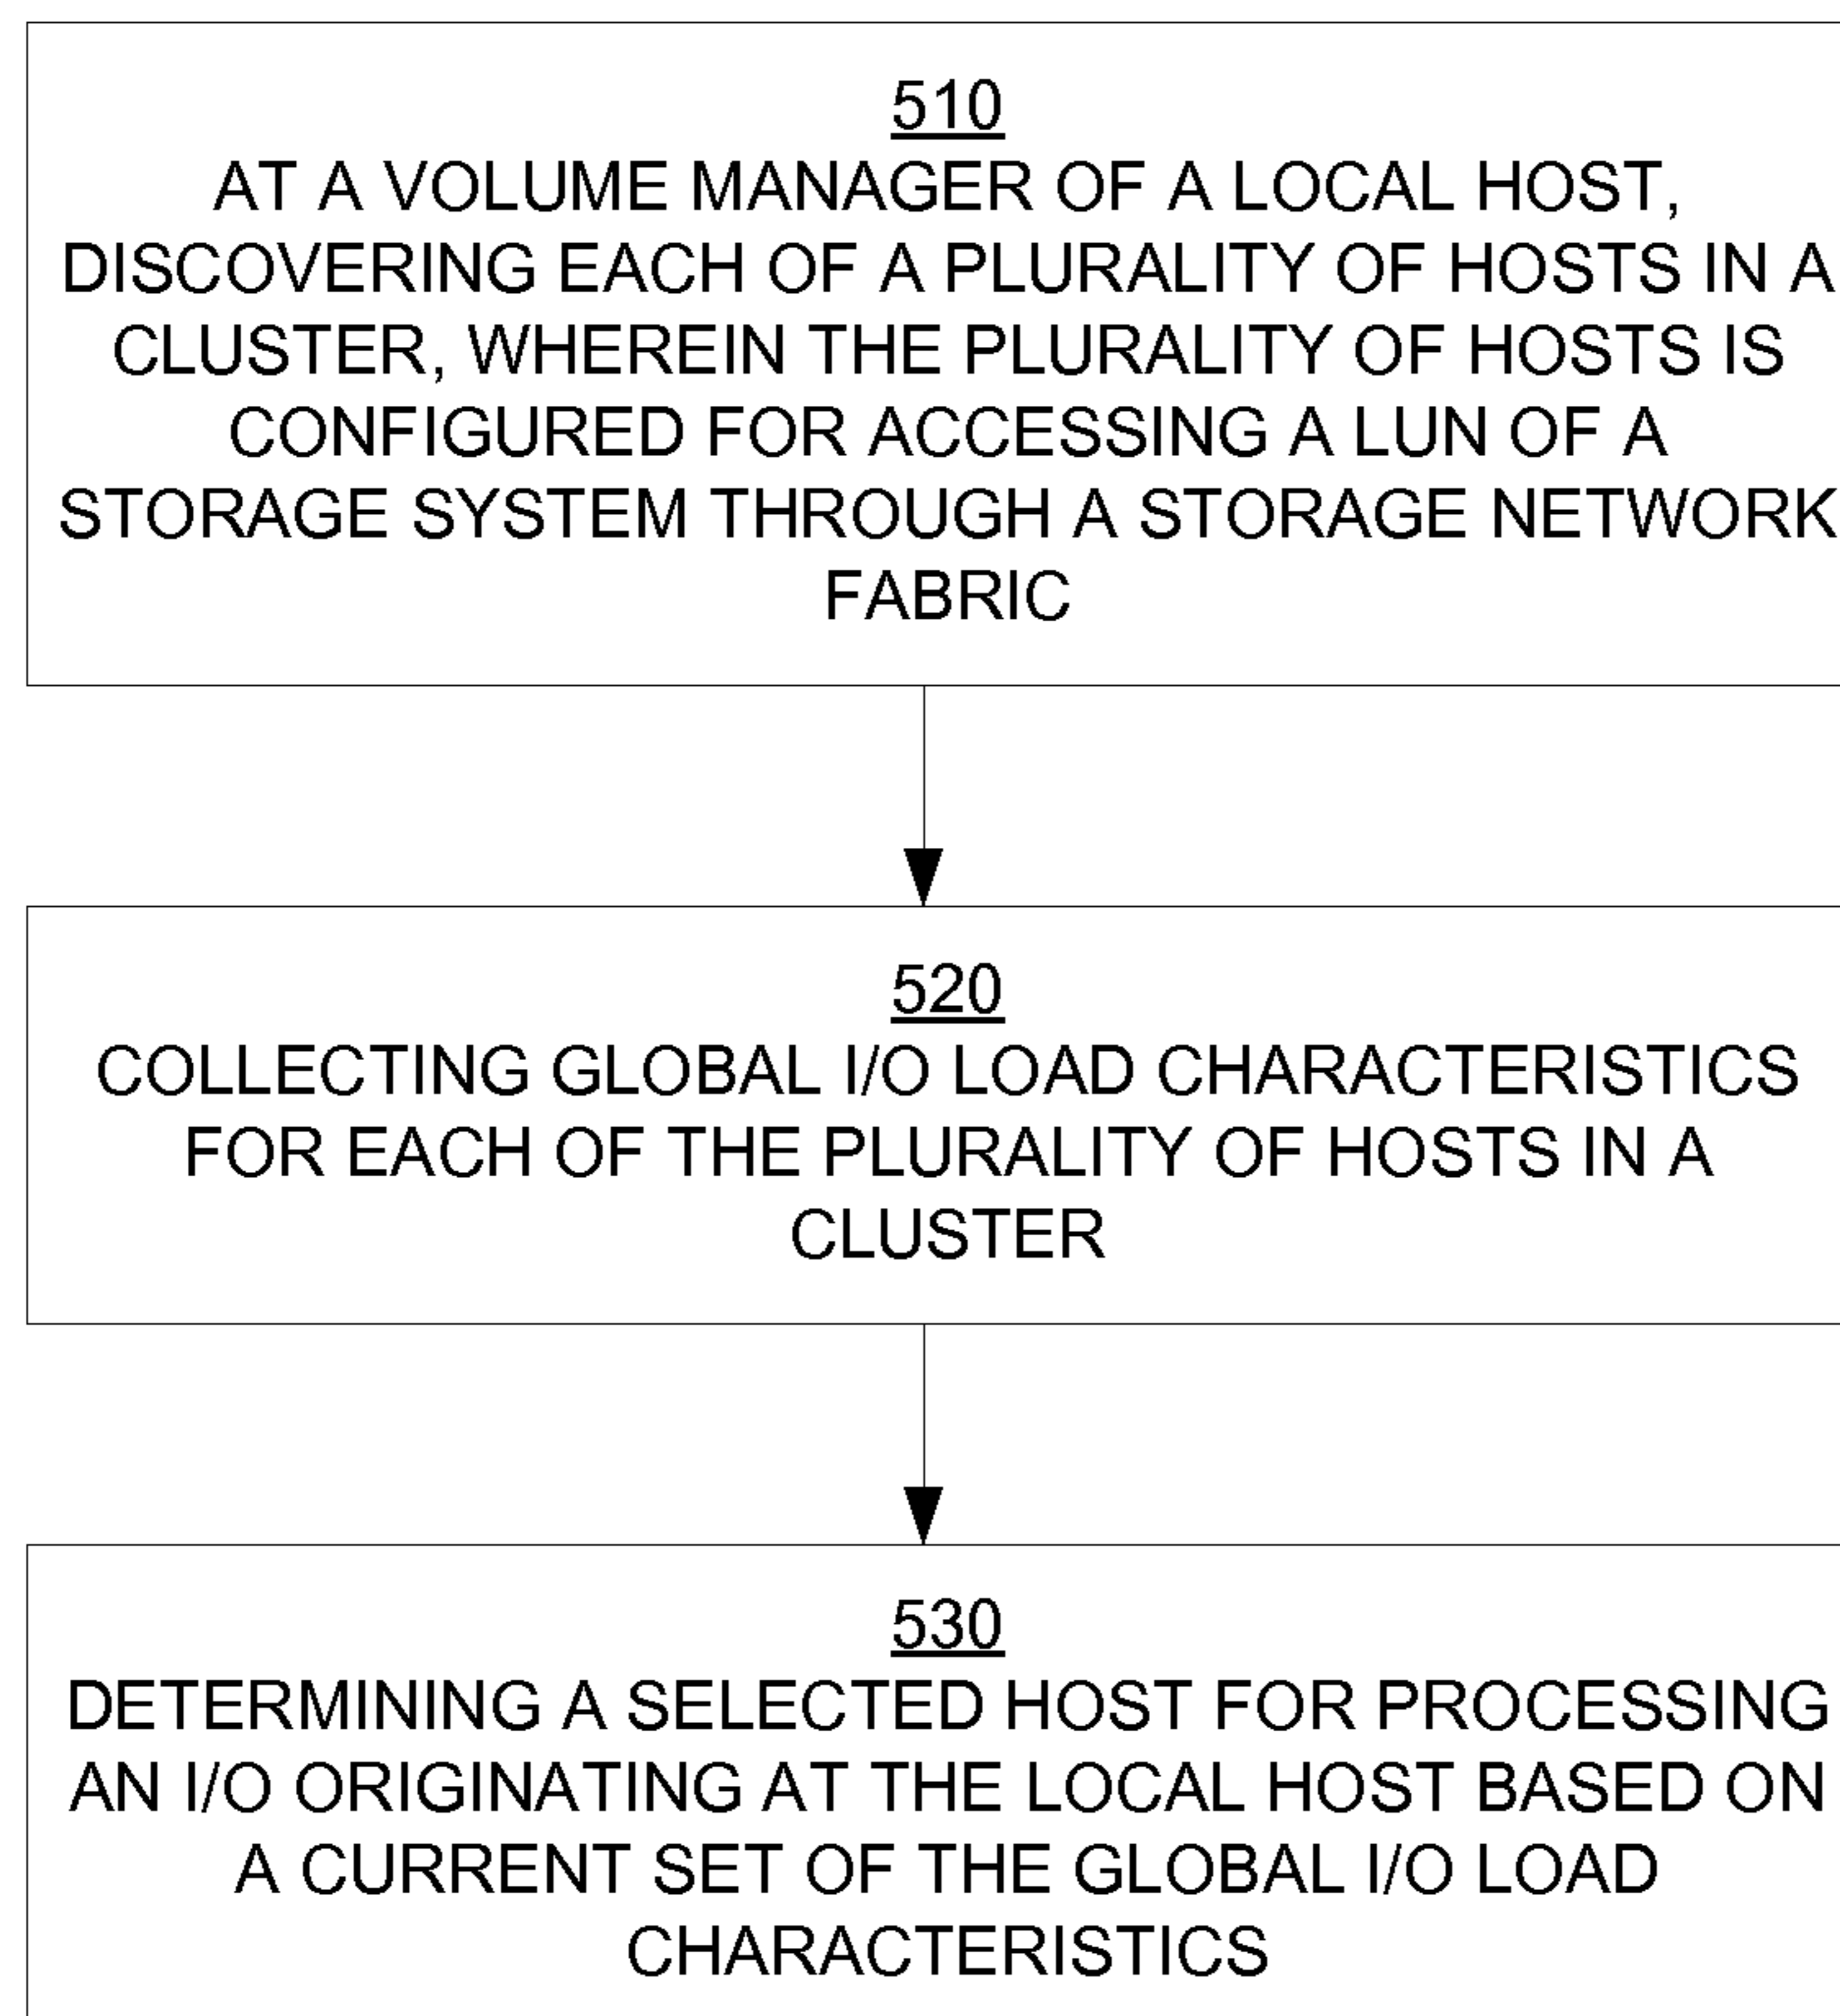 510
AT A VOLUME MANAGER OF A LOCAL HOST,
DISCOVERING EACH OF A PLURALITY OF HOSTS IN A
CLUSTER, WHEREIN THE PLURALITY OF HOSTS IS
CONFIGURED FOR ACCESSING A LUN OF A
STORAGE SYSTEM THROUGH A STORAGE NETWORK
FABRIC
520
COLLECTING GLOBAL I/O LOAD CHARACTERISTICS
FOR EACH OF THE PLURALITY OF HOSTS IN A
CLUSTER
530
DETERMINING A SELECTED HOST FOR PROCESSING
AN I/O ORIGINATING AT THE LOCAL HOST BASED ON
A CURRENT SET OF THE GLOBAL I/O LOAD
CHARACTERISTICS